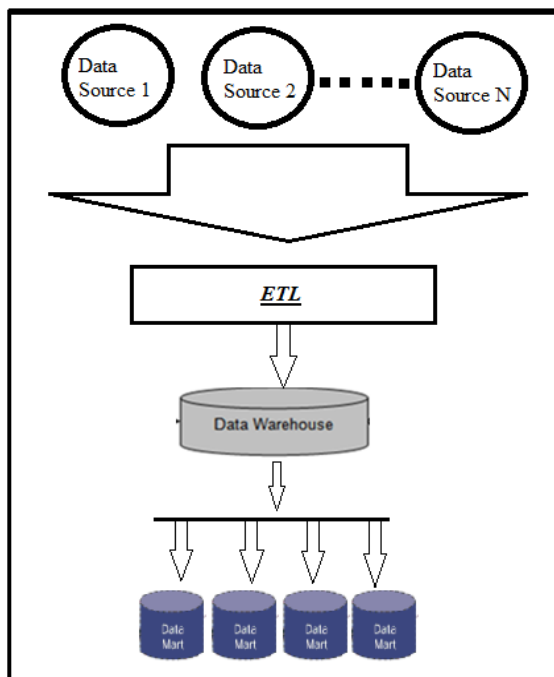 Data
Source 1
Data
Source 2
Data
Source N
ETL
Data Warehouse
Data
Mart
Data
Mart
Data
Mart
Data
Mart